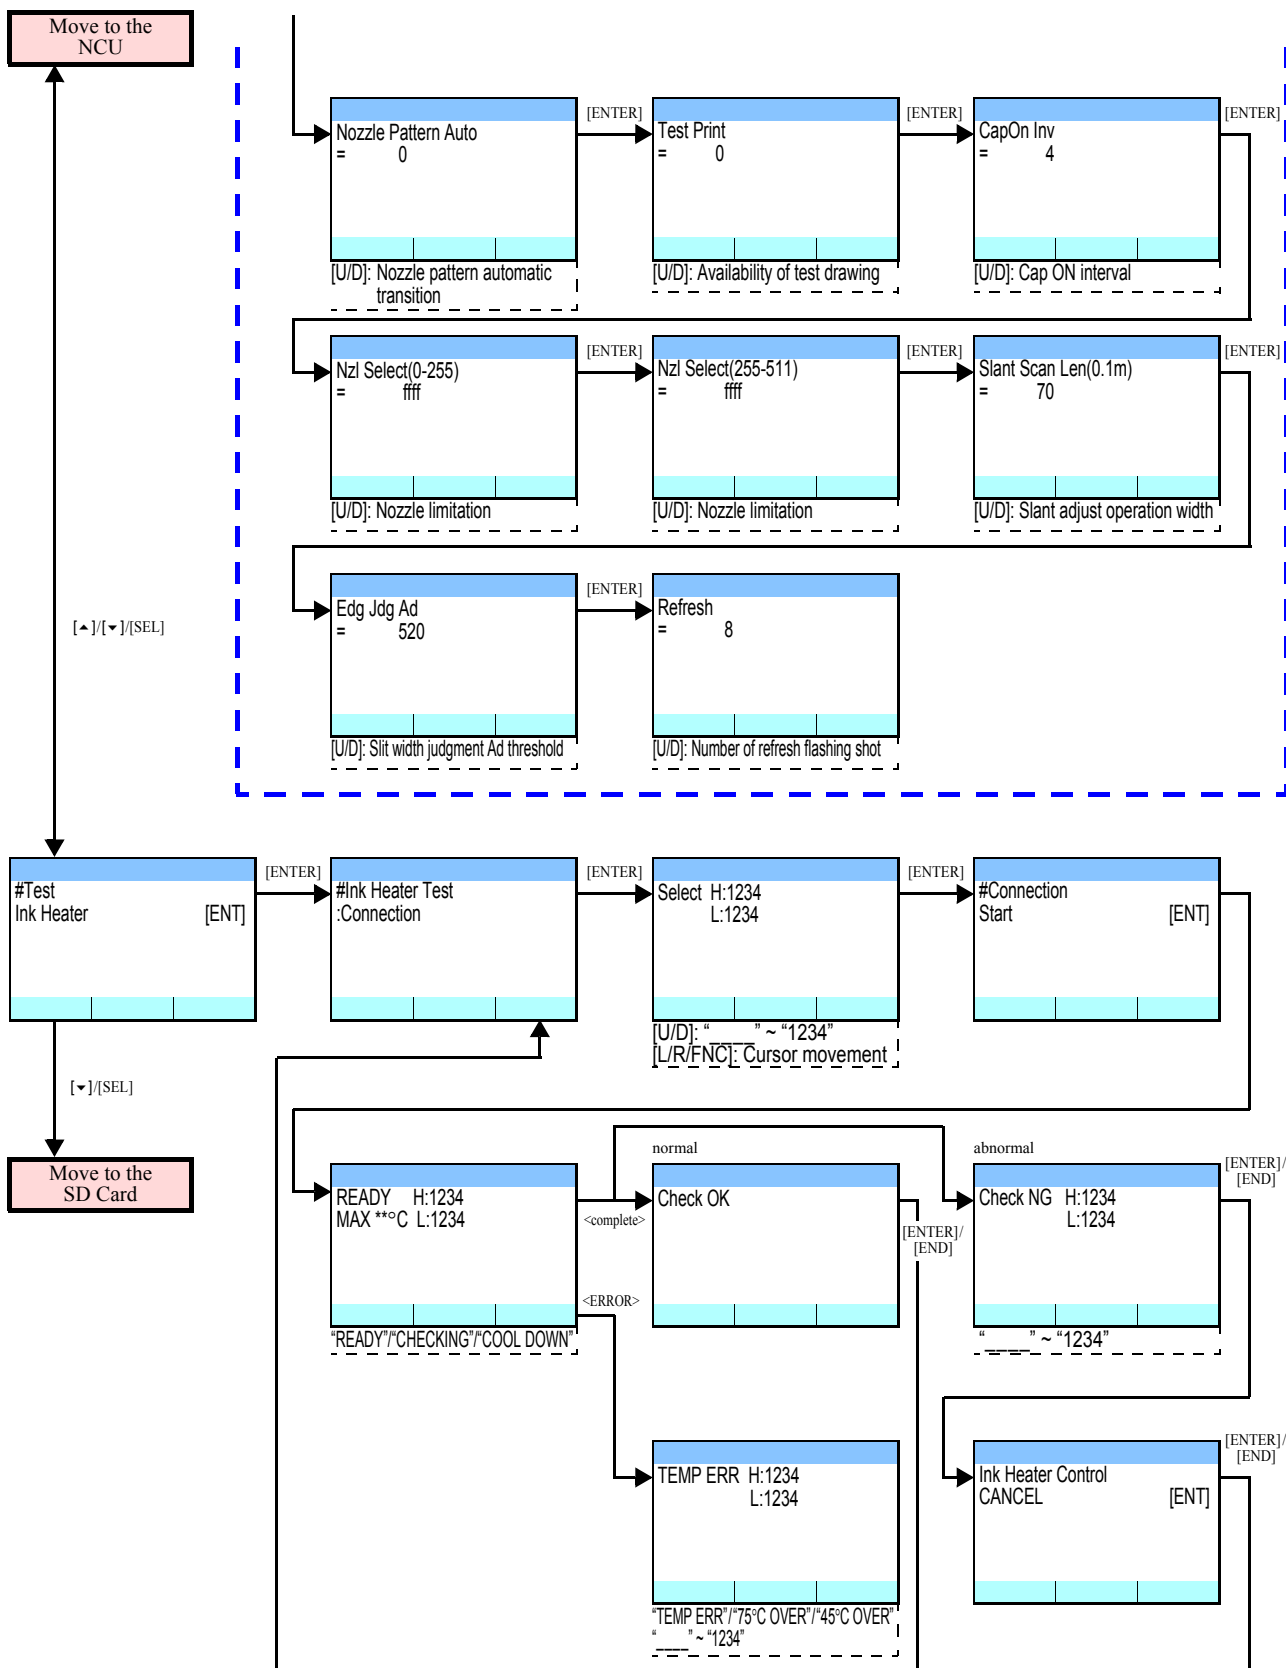 Move to the
NCU
[ENTER]
[ENTER]
[ENTER]
Nozzle Pattern Auto
= 0
Test Print
= 0
CapOn Inv
= 4
[U/D]: Nozzle pattern automatic
transition
[U/D]: Availability of test drawing
[U/D]: Cap ON interval
[ENTER]
[ENTER]
[ENTER]
Nzl Select(0-255)
= ffff
Nzl Select(255-511)
= ffff
Slant Scan Len(0.1m)
= 70
[U/D]: Nozzle limitation
[U/D]: Nozzle limitation
[U/D]: Slant adjust operation width
[ENTER]
Edg Jdg Ad
= 520
Refresh
= 8
[▲]/[▼]/[SEL]
[U/D]: Slit width judgment Ad threshold
[U/D]: Number of refresh flashing shot
[ENTER]
[ENTER]
[ENTER]
#Test
Ink Heater [ENT]
#Ink Heater Test
:Connection
Select H:1234
L:1234
#Connection
Start [ENT]
[U/D]: “____” ~ “1234”
[L/R/FNC]: Cursor movement
[▼]/[SEL]
Move to the
SD Card
normal
abnormal
[ENTER]/
[END]
READY H:1234
MAX **°C L:1234
<complete>
Check OK
[ENTER]/
[END]
Check NG H:1234
L:1234
<ERROR>
“READY”/“CHECKING”/“COOL DOWN”
“____” ~ “1234”
[ENTER]/
[END]
TEMP ERR H:1234
L:1234
Ink Heater Control
CANCEL [ENT]
“TEMP ERR”/“75°C OVER”/“45°C OVER”
“____” ~ “1234”